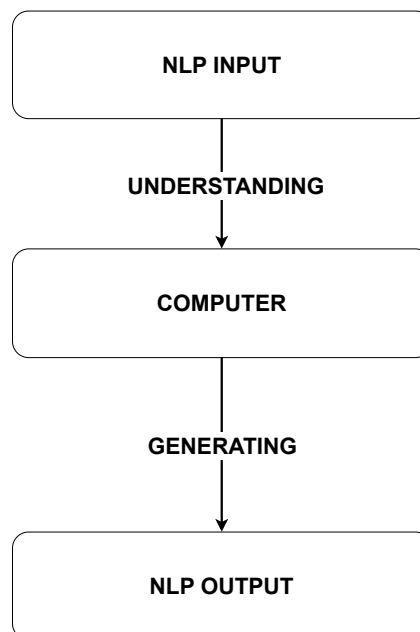 NLP INPUT
UNDERSTANDING
COMPUTER
GENERATING
NLP OUTPUT